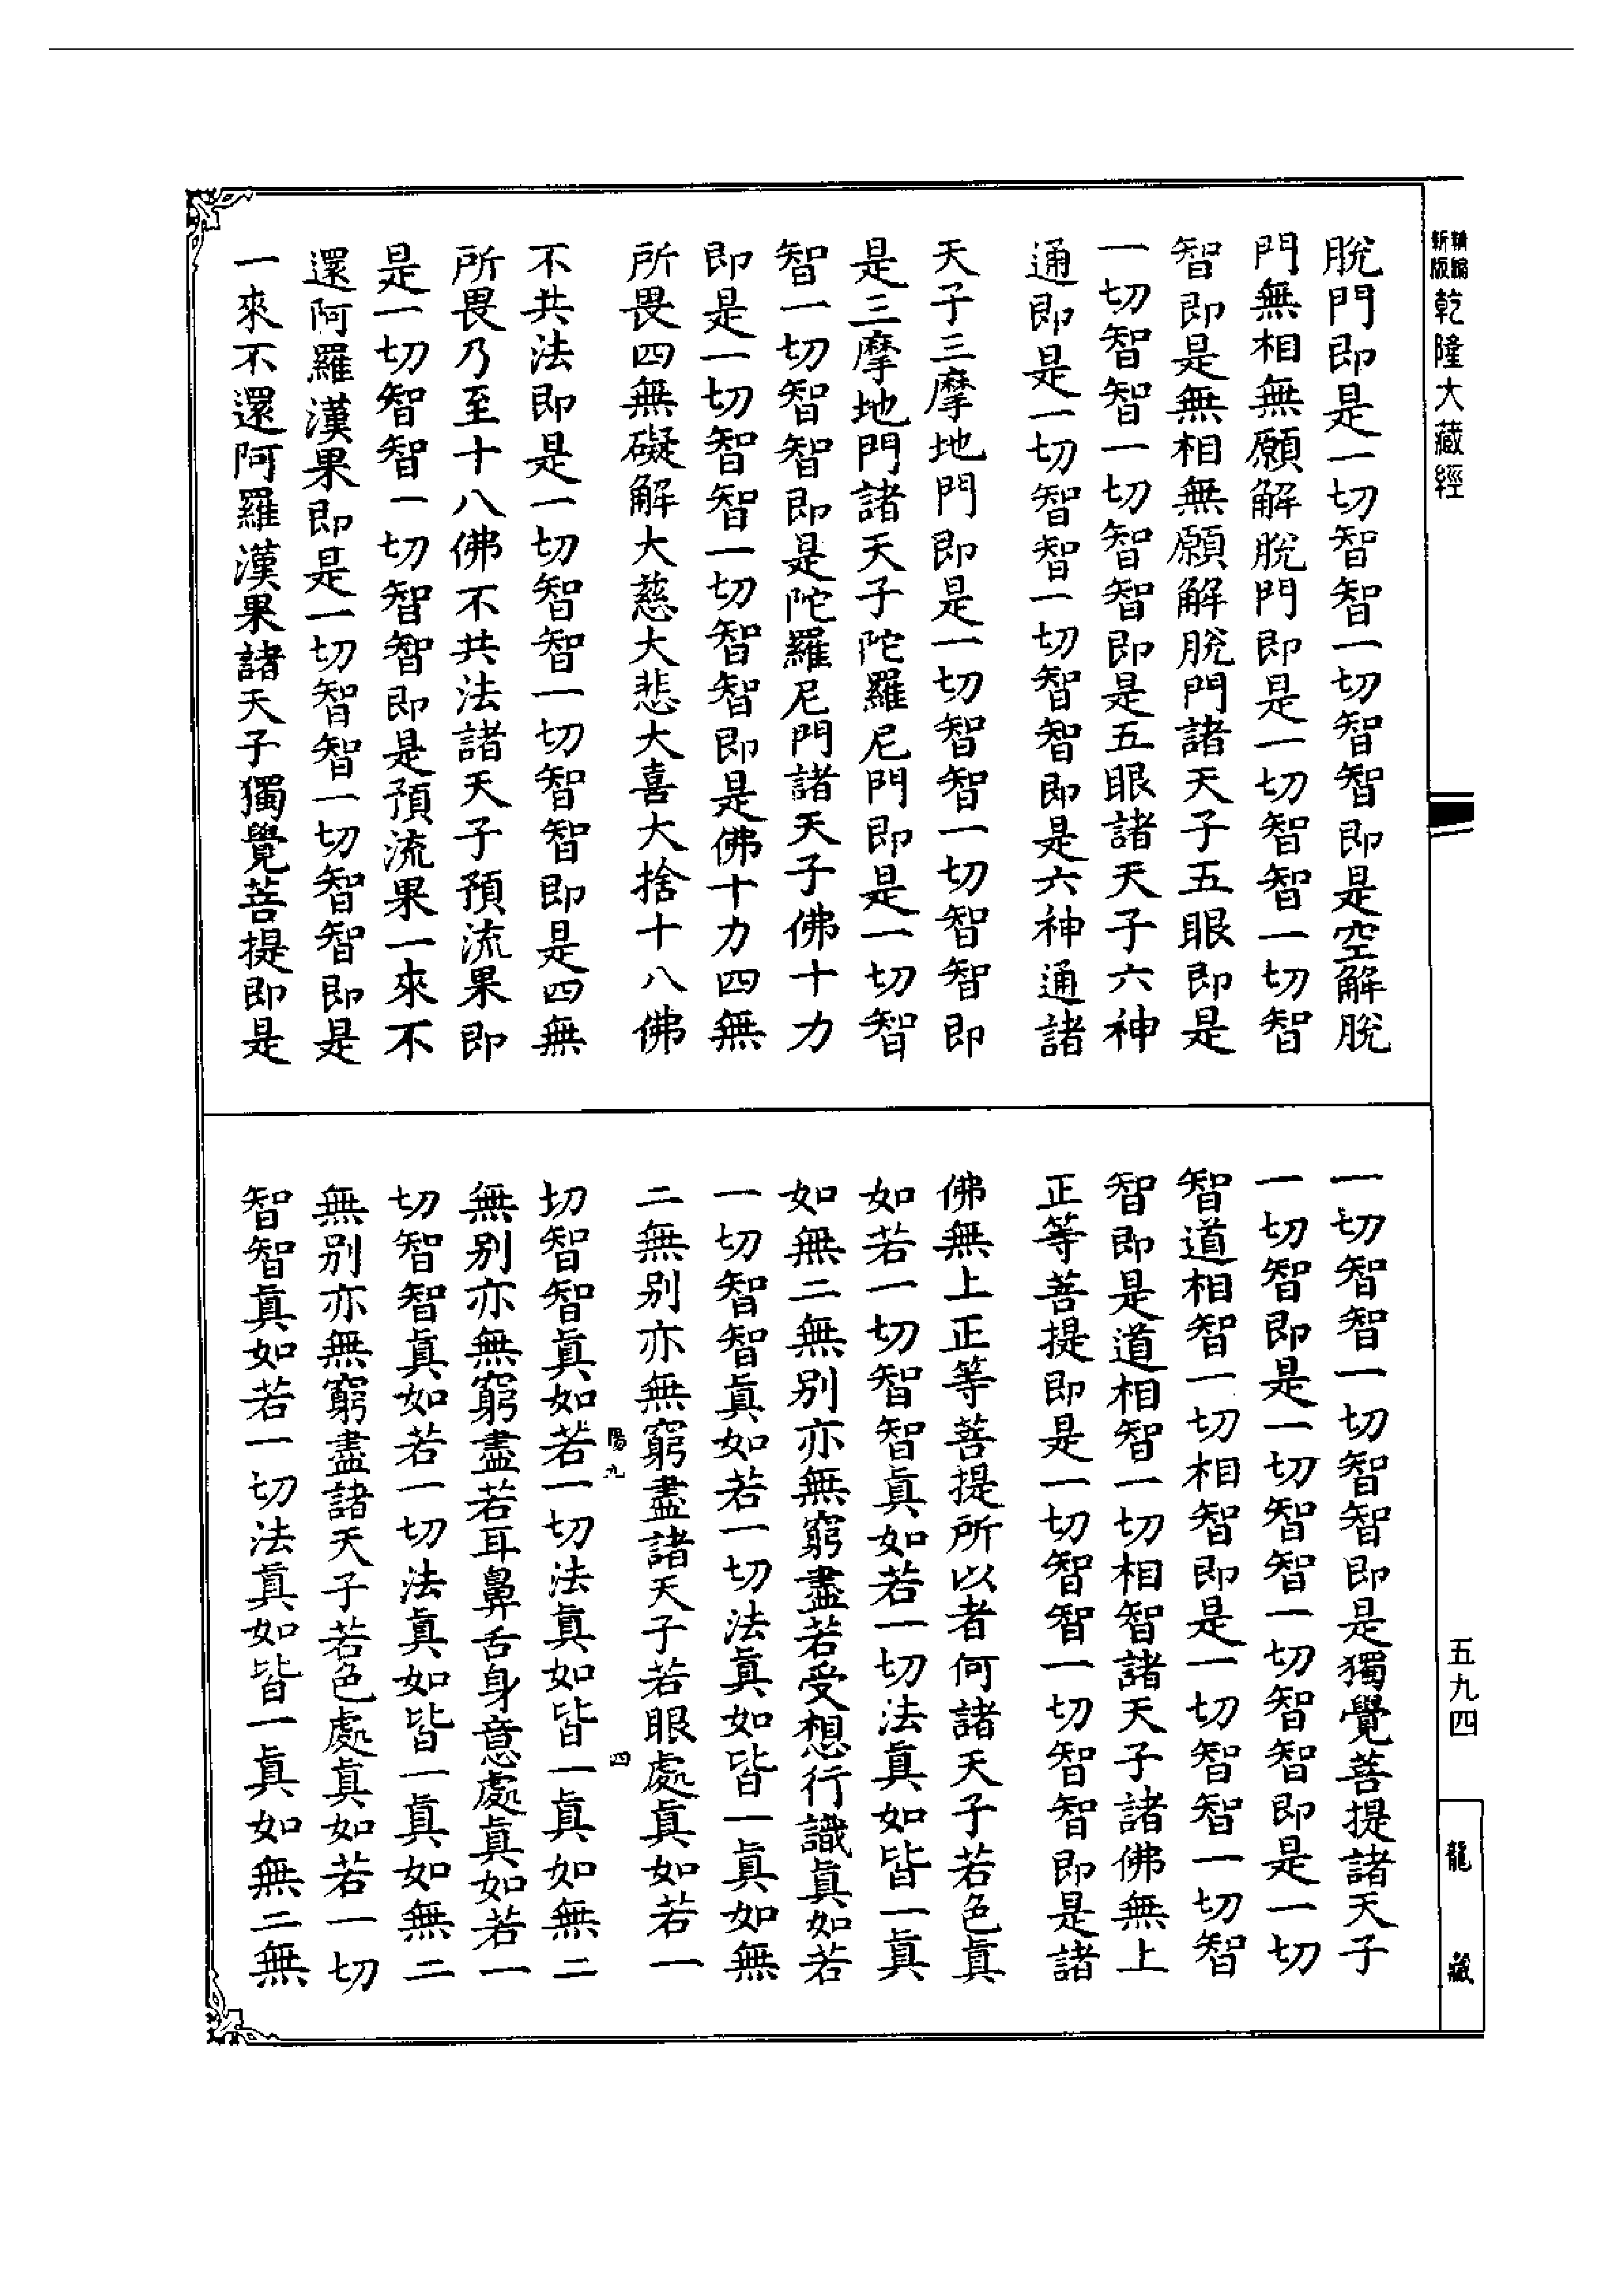 新編
新版
乾隆大藏經
脫門即是一切智智一切智智即是空解脫
門無相無願解脫門即是一切智智一切智
智即是無相無願解脫門諸天子五眼即是
一切智智一切智智即是五眼諸天子六神
通即是一切智智一切智智即是六神通諸
天子三摩地門即是一切智智一切智智即
是三摩地門諸天子陀羅尼門即是一切智
智一切智智即是陀羅尼門諸天子佛十力
即是一切智智一切智智即是佛十力四無
所畏四無礙解大慈大悲大喜大捨十八佛
不共法即是一切智智一切智智即是四無
所畏乃至十八佛不共法諸天子預流果即
是一切智智一切智智即是預流果一來不
還阿羅漢果即是一切智智一切智智即是
一來不還阿羅漢果諸天子獨覺菩提即是
一切智智一切智智即是獨覺菩提諸天子
一切智即是一切智智一切智智即是一切
智道相智一切相智即是一切智智一切智
智即是道相智一切相智諸天子諸佛無上
正等菩提即是一切智智一切智智即是諸
佛無上正等菩提所以者何諸天子若色真
如若一切智智真如若一切法真如皆一真
如無二無別亦無窮盡若受想行識真如若
一切智智真如若一切法真如皆一真如無
二無別亦無窮盡諸天子若眼處真如若一
陽九
四
切智智真如若一切法真如皆一真如無二
無別亦無窮盡若耳鼻舌身意處真如若一
切智智真如若一切法真如皆一真如無二
無別亦無窮盡諸天子若色處真如若一切
智智真如若一切法真如皆一真如無二無
五九四
龍藏